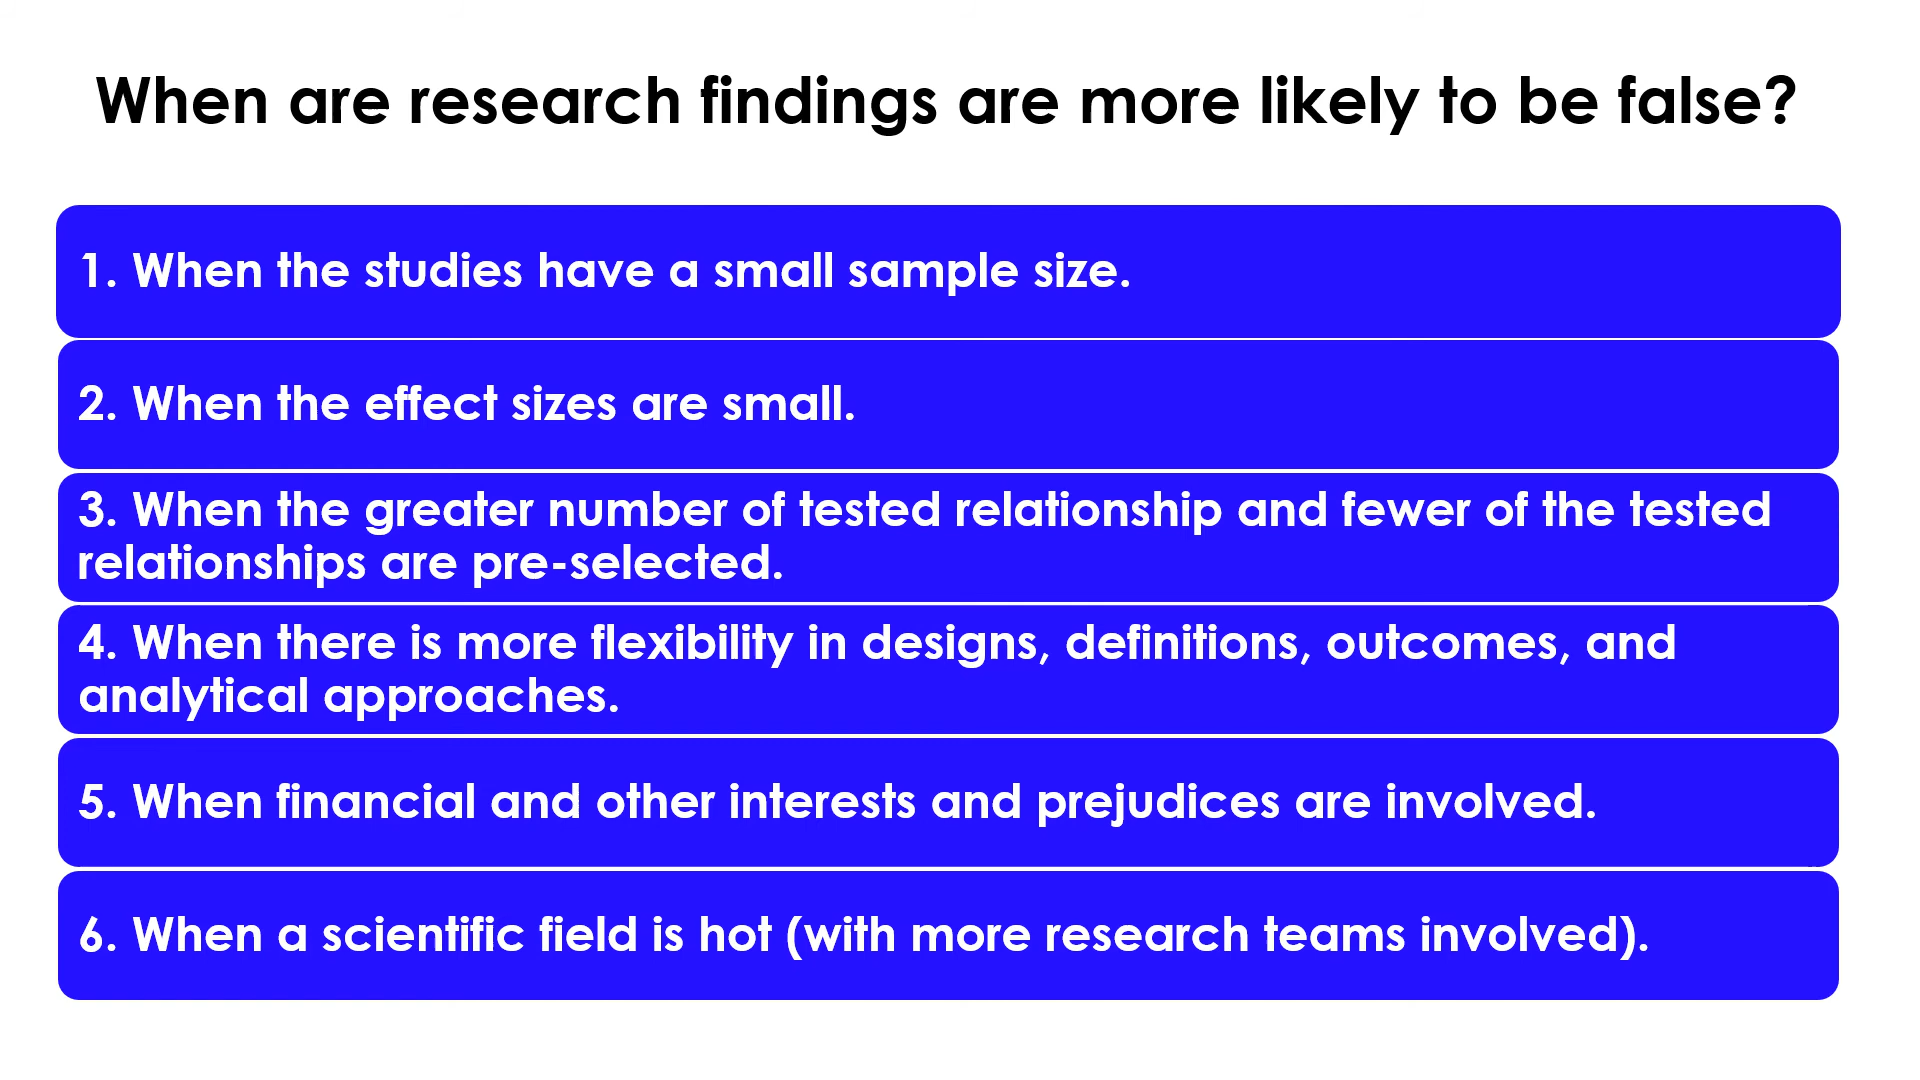 When are research findings are more likely to be false?
1. When the studies have a small sample size.
2. When the effect sizes are small.
3. When the greater number of tested relationship and fewer of the tested
relationships are pre-selected.
4. When there is more flexibility in designs, definitions, outcomes, and
analytical approaches.
5. When financial and other interests and prejudices are involved.
6. When a scientific field is hot (with more research teams involved).